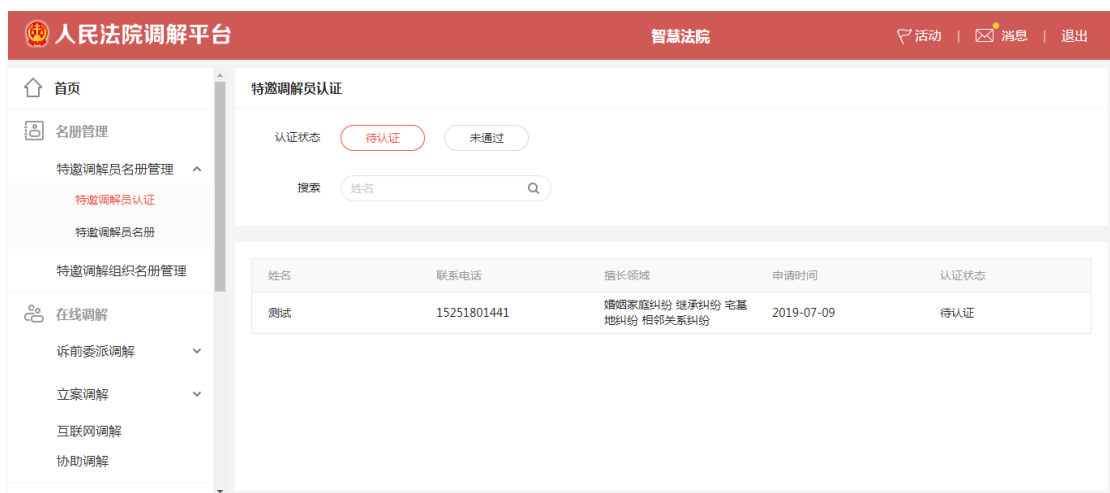 人民法院调解平台
智慧法院
活动 | 消息 | 退出
首页
名册管理
特邀调解员名册管理
特邀调解员认证
特邀调解员名册
特邀调解组织名册管理
在线调解
诉前委派调解
立案调解
互联网调解
协助调解
特邀调解员认证
认证状态 待认证 未通过
搜索 姓名
姓名 联系电话 擅长领域 申请时间 认证状态
测试 15251801441 婚姻家庭纠纷 继承纠纷 宅基 2019-07-09 待认证
地纠纷 相邻关系纠纷